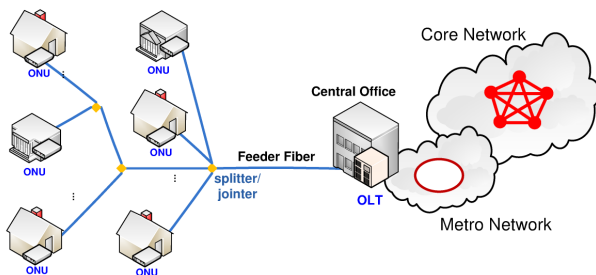 Core Network
ONU
ONU
Central Office
ONU
ONU
Feeder Fiber
splitter/
jointer
OLT
Metro Network
ONU
ONU